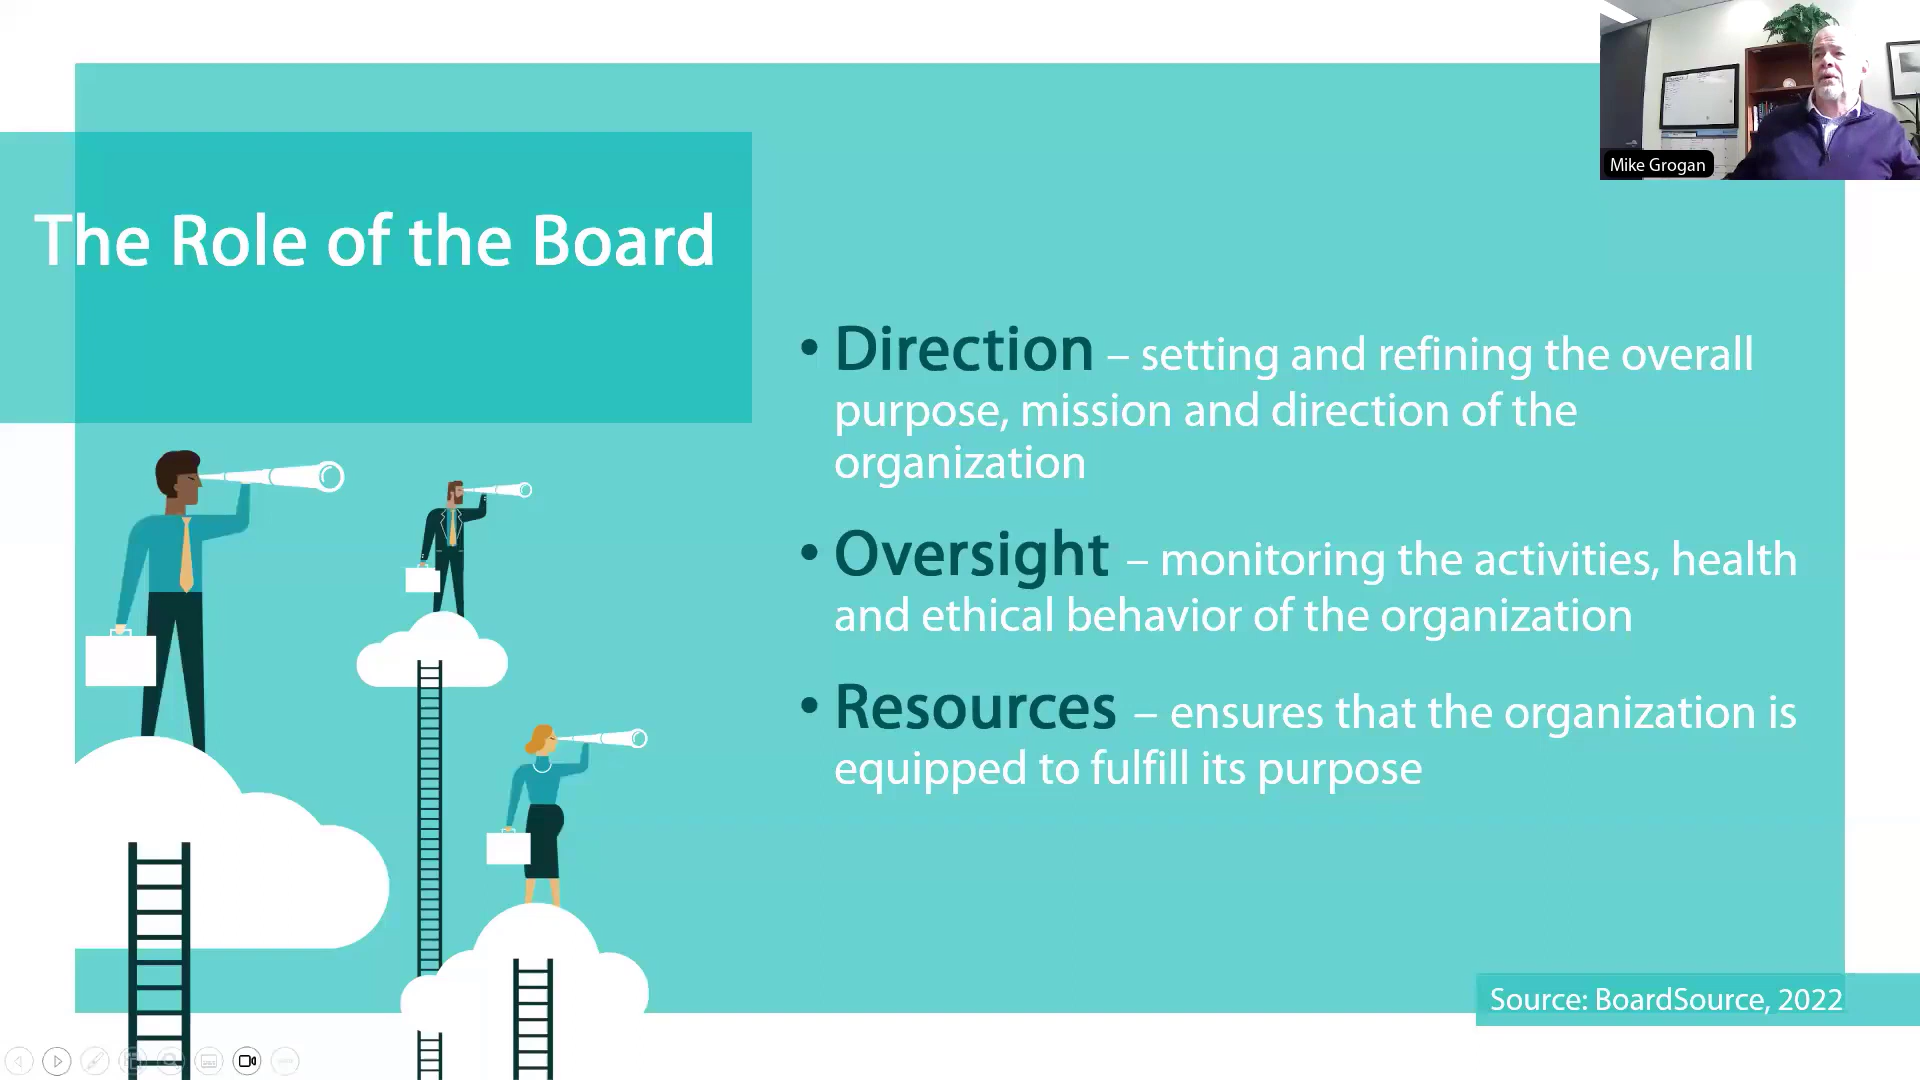 Mike Grogan
The Role of the Board
• Direction – setting and refining the overall
purpose, mission and direction of the
organization
• Oversight – monitoring the activities, health
and ethical behavior of the organization
• Resources – ensures that the organization is
equipped to fulfill its purpose
Source: BoardSource, 2022